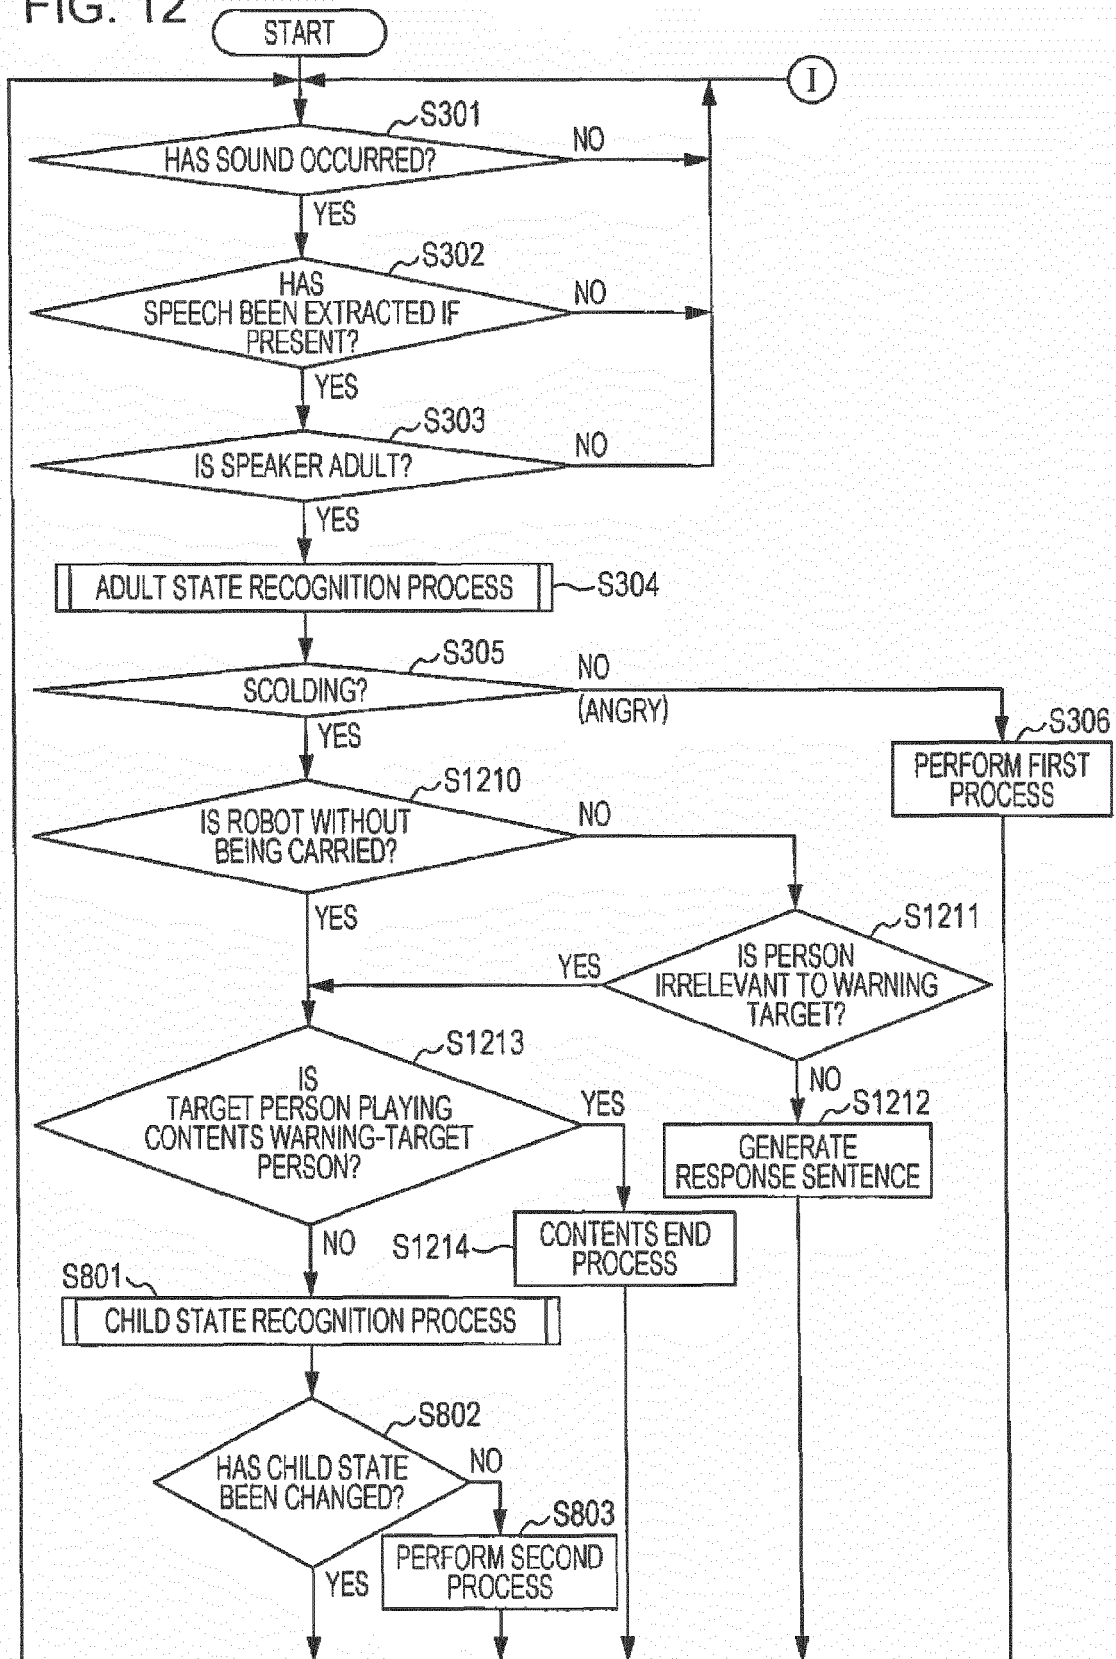 FIG. 12
START
I
S301
HAS SOUND OCCURRED?
NO
YES
S302
HAS
SPEECH BEEN EXTRACTED IF
PRESENT?
NO
YES
S303
IS SPEAKER ADULT?
NO
YES
ADULT STATE RECOGNITION PROCESS
S304
S305
SCOLDING?
NO
(ANGRY)
YES
S306
PERFORM FIRST
PROCESS
S1210
IS ROBOT WITHOUT
BEING CARRIED?
NO
YES
S1211
IS PERSON
IRRELEVANT TO WARNING
TARGET?
YES
NO
S1213
IS
TARGET PERSON PLAYING
CONTENTS WARNING-TARGET
PERSON?
YES
NO
S1212
GENERATE
RESPONSE SENTENCE
S1214
CONTENTS END
PROCESS
S801
CHILD STATE RECOGNITION PROCESS
S802
HAS CHILD STATE
BEEN CHANGED?
NO
YES
S803
PERFORM SECOND
PROCESS